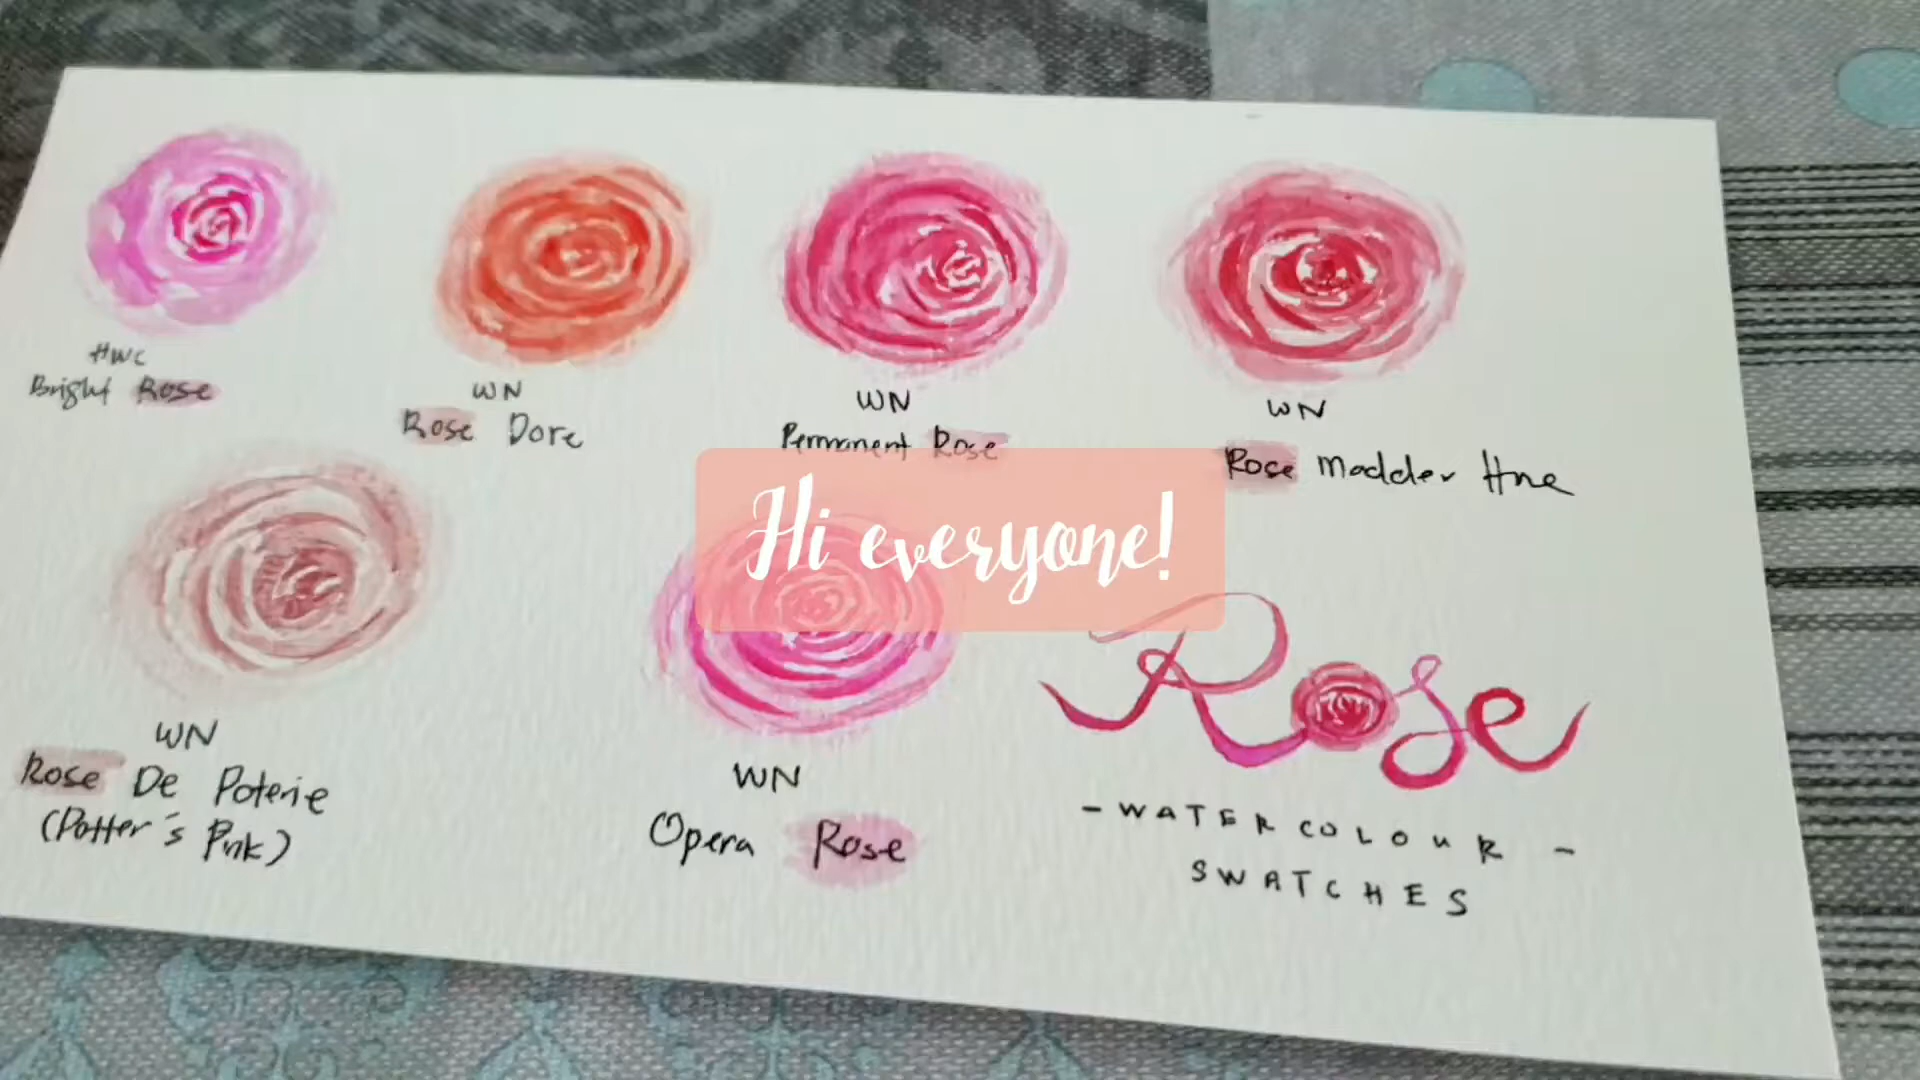 HWC
Bright Rose
WN
Rose Dore
WN
Permanent Rose
WN
Rose Madder Hue
Hi everyone!
WN
Rose De Poterie
(Potter's Pink)
WN
Opera Rose
Rose
- WATERCOLOUR -
SWATCHES